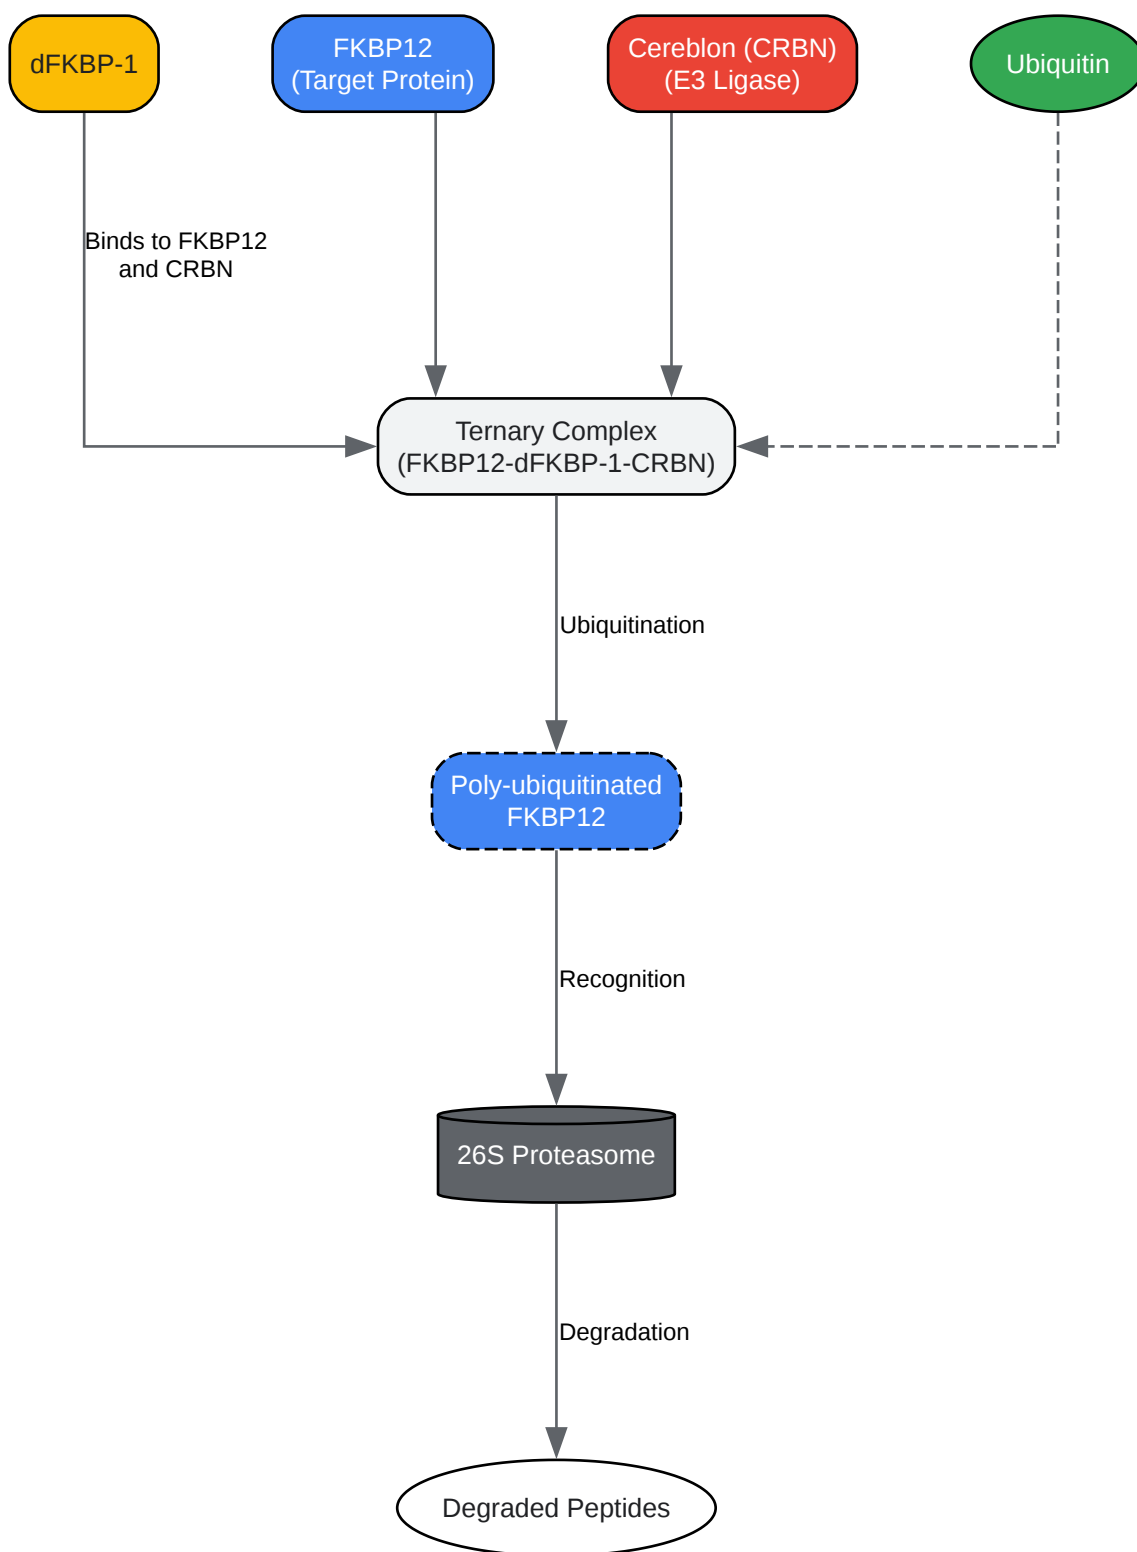 dFKBP-1
FKBP12
(Target Protein)
Cereblon (CRBN)
(E3 Ligase)
Ubiquitin
Binds to FKBP12
and CRBN
Ternary Complex
(FKBP12-dFKBP-1-CRBN)
Ubiquitination
Poly-ubiquitinated
FKBP12
Recognition
26S Proteasome
Degradation
Degraded Peptides